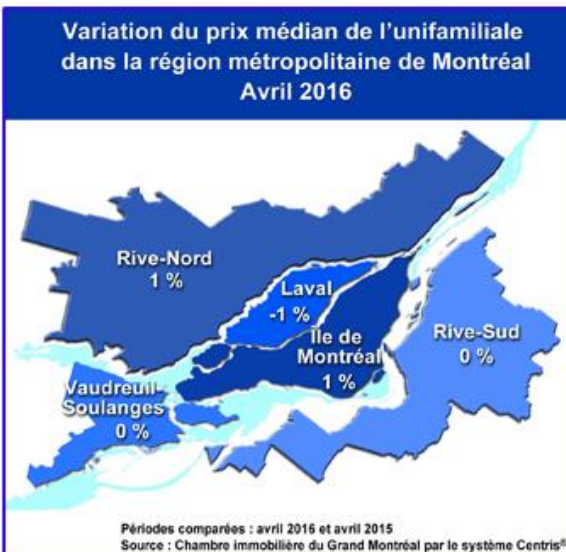 Variation du prix médian de l'unifamiliale
dans la région métropolitaine de Montréal
Avril 2016
Rive-Nord
1 %
Laval
-1 %
Île de
Montréal
1 %
Rive-Sud
0 %
Vaudreuil-
Soulanges
0 %
Périodes comparées : avril 2016 et avril 2015
Source : Chambre immobilière du Grand Montréal par le système Centris®